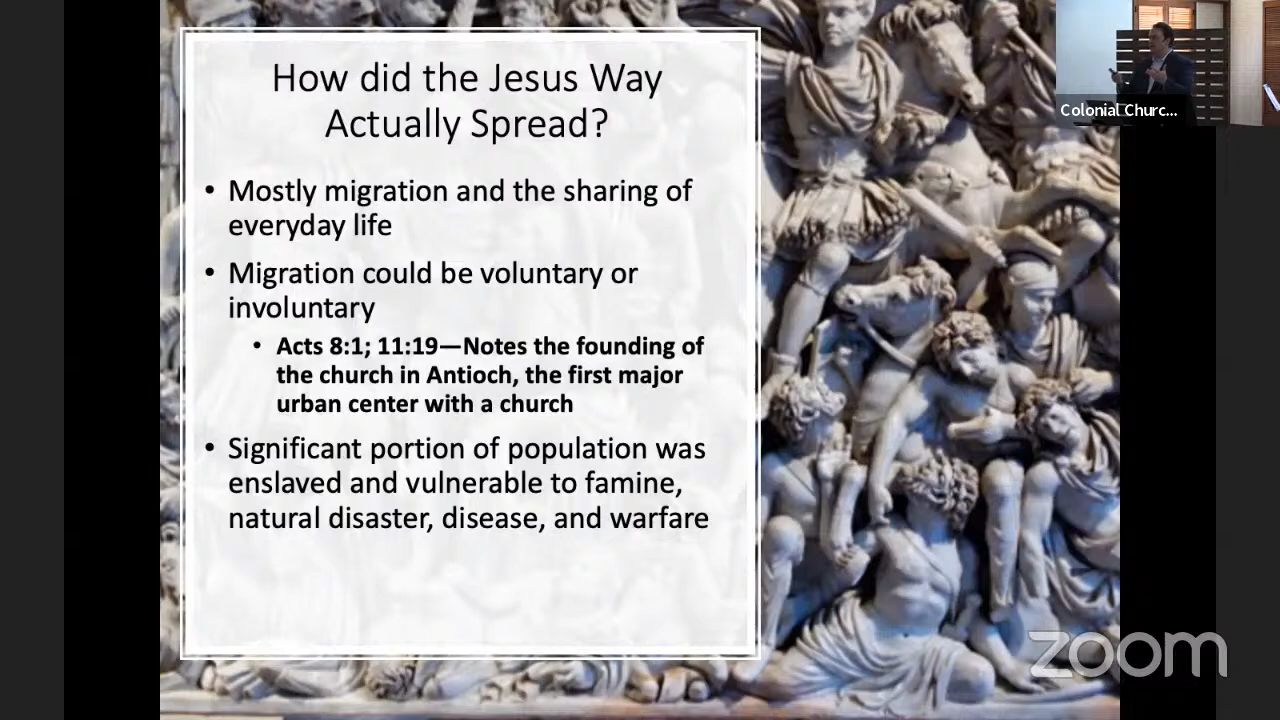 How did the Jesus Way
Actually Spread?
• Mostly migration and the sharing of
everyday life
• Migration could be voluntary or
involuntary
• Acts 8:1; 11:19—Notes the founding of
the church in Antioch, the first major
urban center with a church
• Significant portion of population was
enslaved and vulnerable to famine,
natural disaster, disease, and warfare
Colonial Churc...
zoom